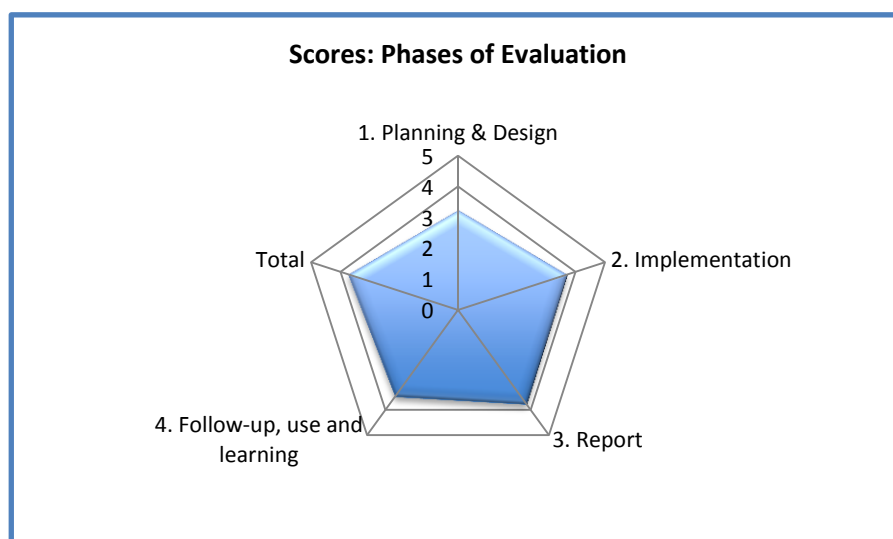 Scores: Phases of Evaluation
1. Planning & Design
5
4
3
2
1
0
Total
2. Implementation
4. Follow-up, use and
learning
3. Report